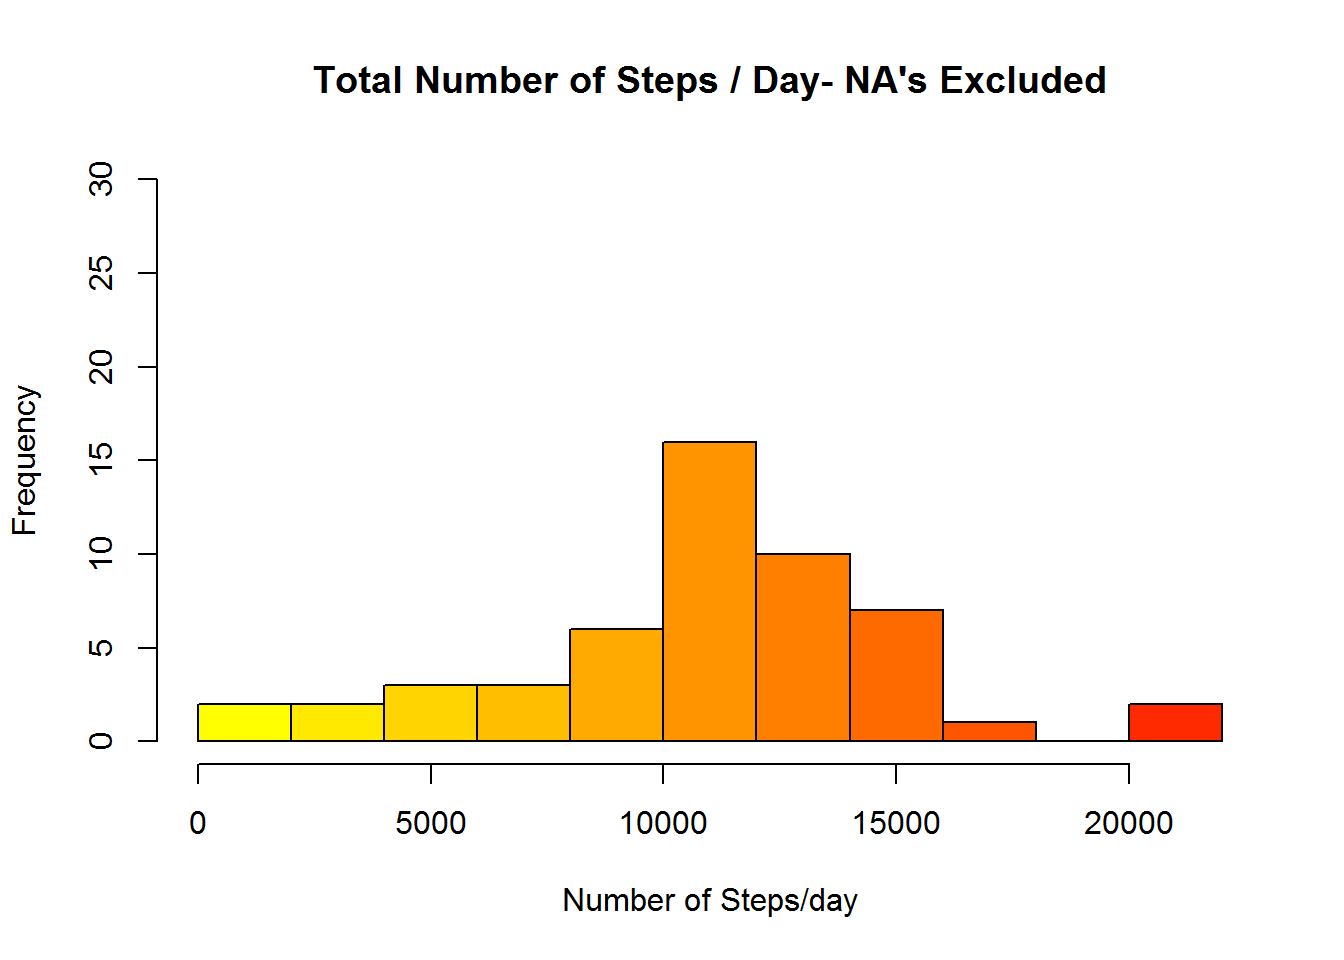 Total Number of Steps / Day- NA's Excluded
30
25
20
15
10
5
0
Frequency
0 5000 10000 15000 20000
Number of Steps/day